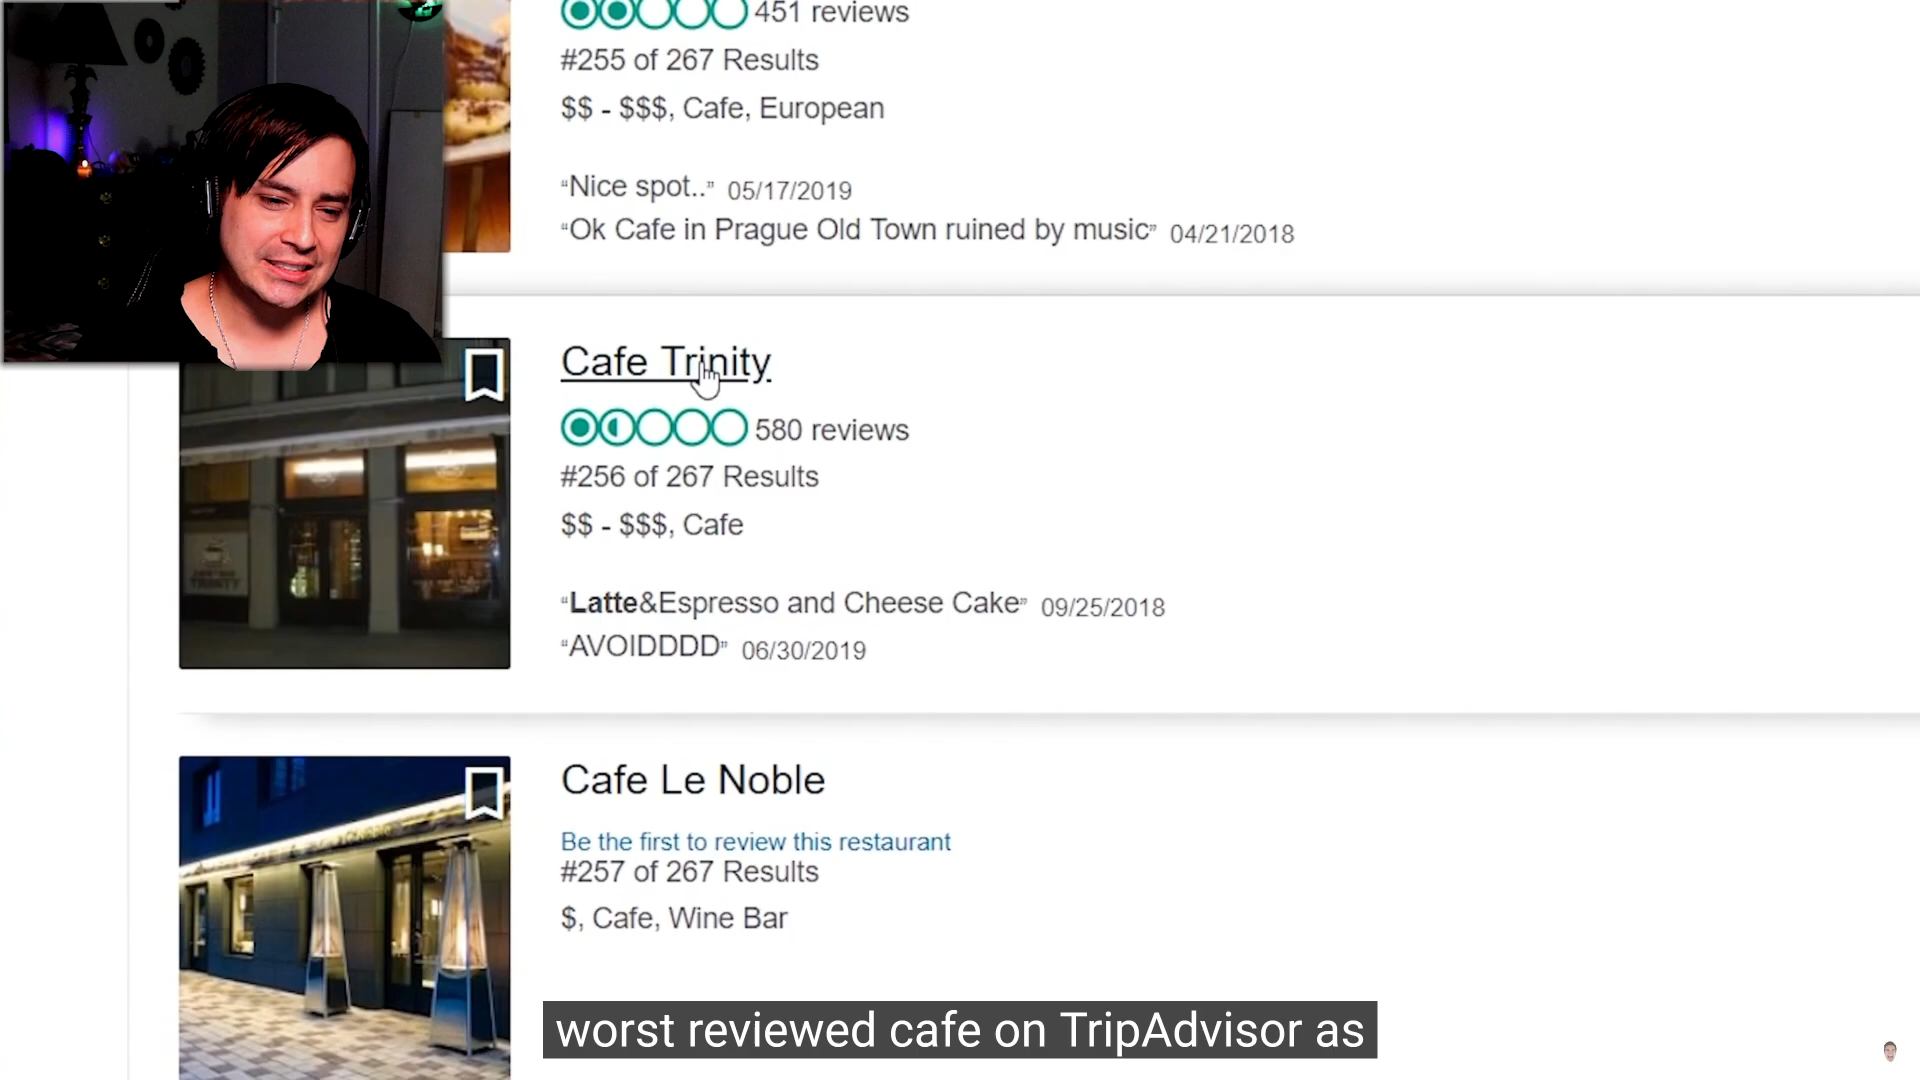 451 reviews
#255 of 267 Results
$$ - $$$, Cafe, European
“Nice spot..” 05/17/2019
“Ok Cafe in Prague Old Town ruined by music” 04/21/2018
Cafe Trinity
580 reviews
#256 of 267 Results
$$ - $$$, Cafe
“Latte&Espresso and Cheese Cake” 09/25/2018
“AVOIDDDD” 06/30/2019
TRINITY
Cafe Le Noble
Be the first to review this restaurant
#257 of 267 Results
$, Cafe, Wine Bar
worst reviewed cafe on TripAdvisor as